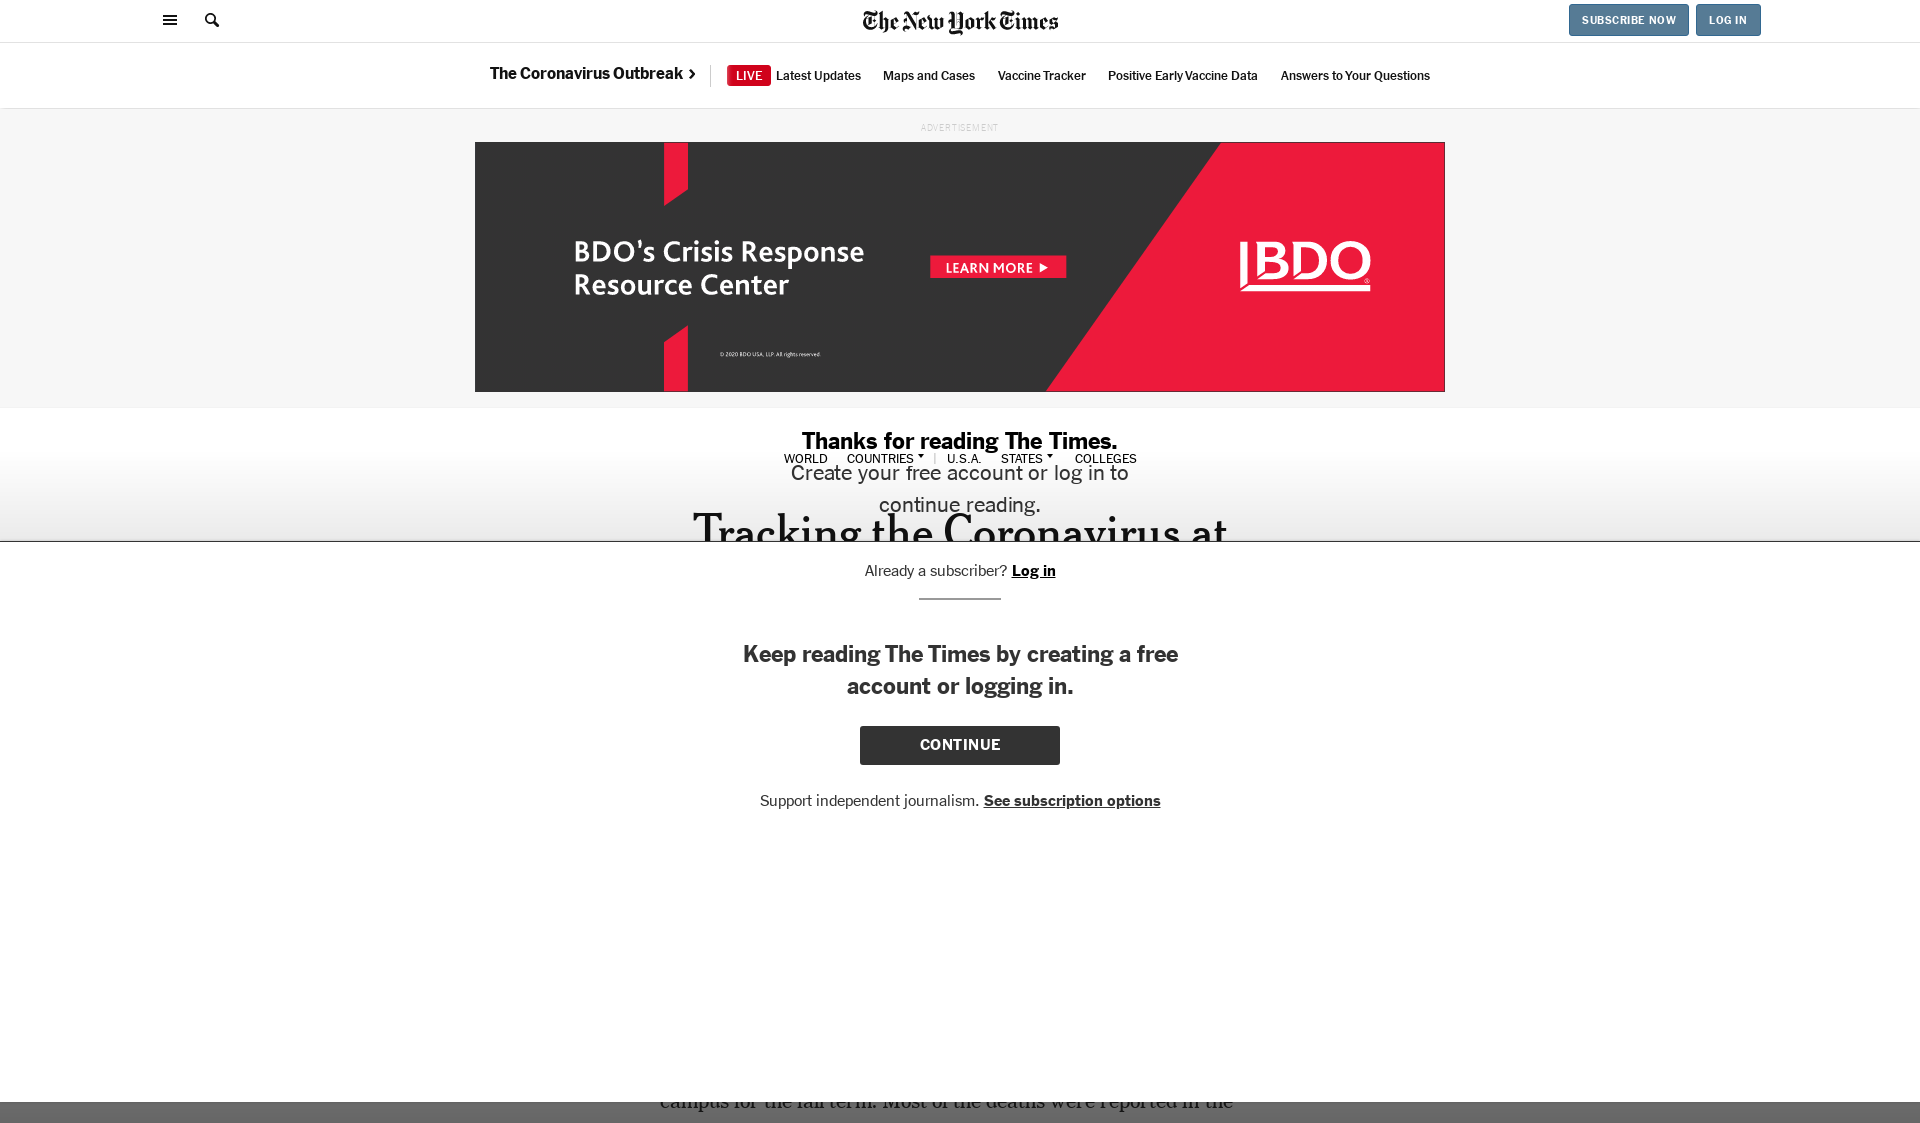 The New York Times
SUBSCRIBE NOW
LOG IN
The Coronavirus Outbreak
LIVE Latest Updates
Maps and Cases
Vaccine Tracker
Positive Early Vaccine Data
Answers to Your Questions
ADVERTISEMENT
BDO's Crisis Response
Resource Center
LEARN MORE
BDO
®
© 2020 BDO USA, LLP. All rights reserved
Thanks for reading The Times.
WORLD COUNTRIES U.S.A. STATES COLLEGES
Create your free account or log in to
continue reading.
Tracking the Coronavirus at
Already a subscriber? Log in
Keep reading The Times by creating a free
account or logging in.
CONTINUE
Support independent journalism. See subscription options
campus for the fall term. Most of the deaths were reported in the